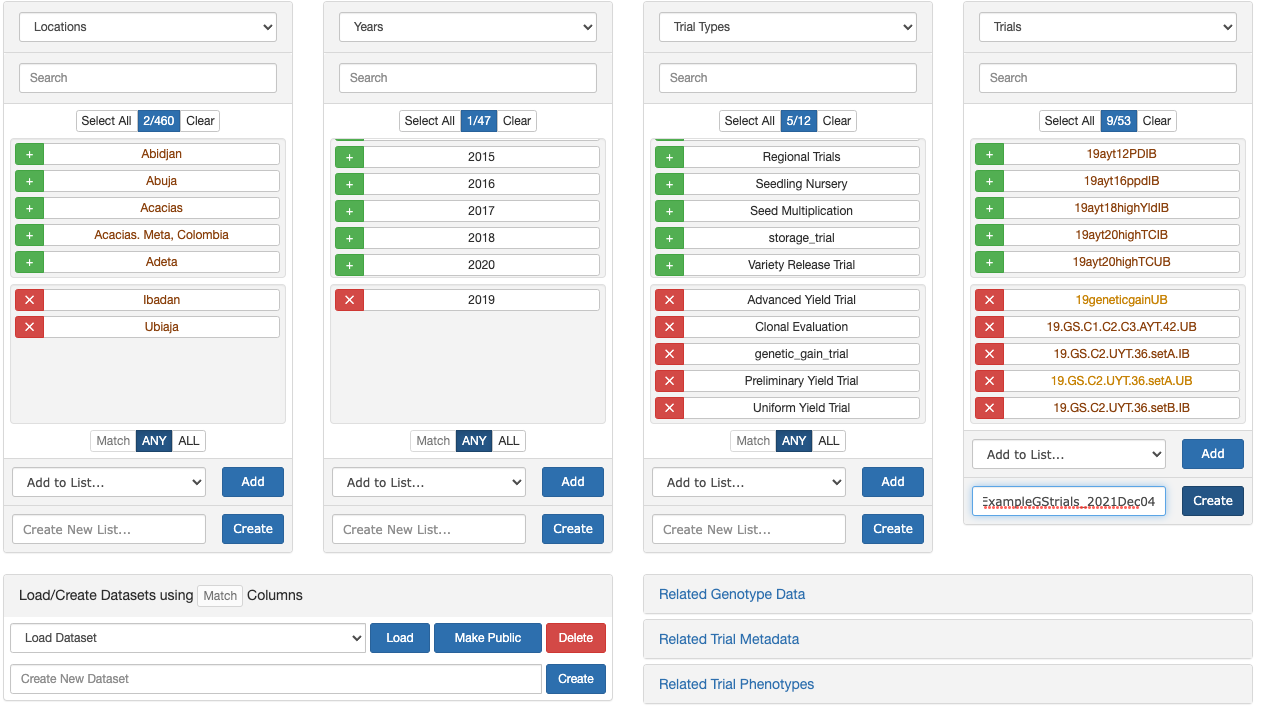 Locations
Search
Select All 2/460 Clear
+ Abidjan
+ Abuja
+ Acacias
+ Acacias. Meta, Colombia
+ Adeta
× Ibadan
× Ubiaja
Match ANY ALL
Add to List... Add
Create New List... Create
Years
Search
Select All 1/47 Clear
+ 2015
+ 2016
+ 2017
+ 2018
+ 2020
× 2019
Match ANY ALL
Add to List... Add
Create New List... Create
Trial Types
Search
Select All 5/12 Clear
+ Regional Trials
+ Seedling Nursery
+ Seed Multiplication
+ storage_trial
+ Variety Release Trial
× Advanced Yield Trial
× Clonal Evaluation
× genetic_gain_trial
× Preliminary Yield Trial
× Uniform Yield Trial
Match ANY ALL
Add to List... Add
Create New List... Create
Trials
Search
Select All 9/53 Clear
+ 19ayt12PDIB
+ 19ayt16ppdIB
+ 19ayt18highYldIB
+ 19ayt20highTCIB
+ 19ayt20highTCUB
× 19geneticgainUB
× 19.GS.C1.C2.C3.AYT.42.UB
× 19.GS.C2.UYT.36.setA.IB
× 19.GS.C2.UYT.36.setA.UB
× 19.GS.C2.UYT.36.setB.IB
Add to List... Add
ExampleGStrials_2021Dec04 Create
Load/Create Datasets using Match Columns
Load Dataset Load Make Public Delete
Create New Dataset Create
Related Genotype Data
Related Trial Metadata
Related Trial Phenotypes